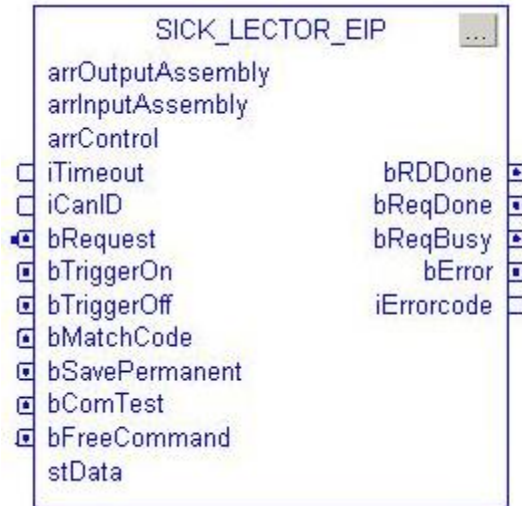 SICK_LECTOR_EIP ...
arrOutputAssembly
arrInputAssembly
arrControl
iTimeout bRDDone
iCanID bReqDone
bRequest bReqBusy
bTriggerOn bError
bTriggerOff iErrorcode
bMatchCode
bSavePermanent
bComTest
bFreeCommand
stData